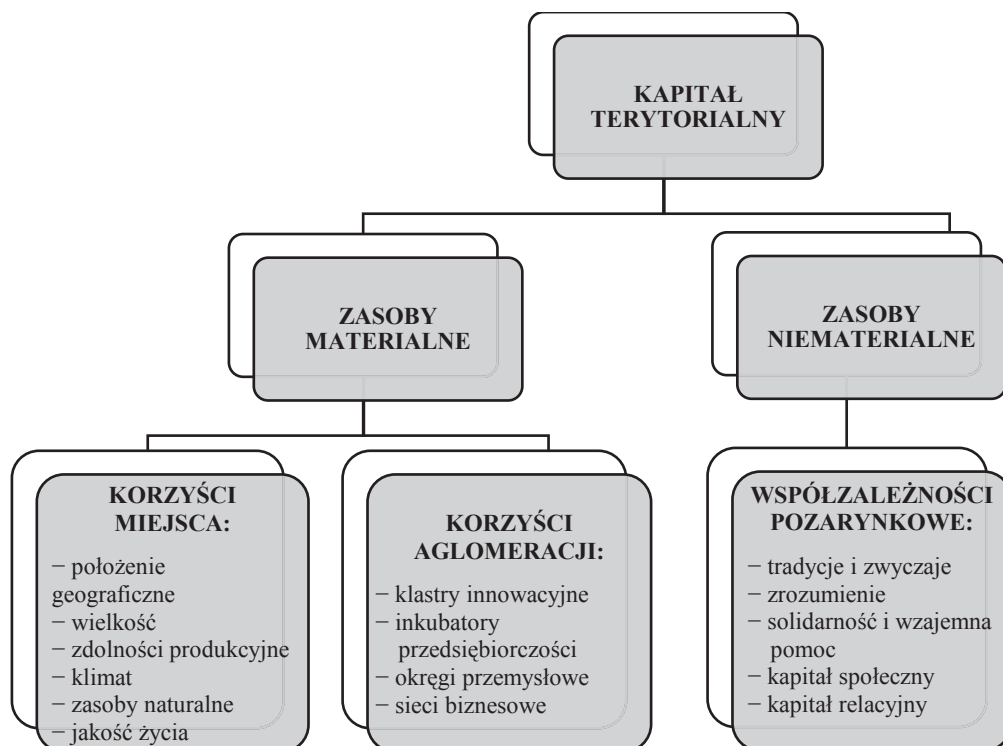 KAPITAŁ
TERYTORIALNY
ZASOBY
MATERIALNE
ZASOBY
NIEMATERIALNE
KORZYŚCI
MIEJSCA:
− położenie
geograficzne
− wielkość
− zdolności produkcyjne
− klimat
− zasoby naturalne
− jakość życia
KORZYŚCI
AGLOMERACJI:
− klastry innowacyjne
− inkubatory
przedsiębiorczości
− okręgi przemysłowe
− sieci biznesowe
WSPÓŁZALEŻNOŚCI
POZARYNKOWE:
− tradycje i zwyczaje
− zrozumienie
− solidarność i wzajemna
pomoc
− kapitał społeczny
− kapitał relacyjny